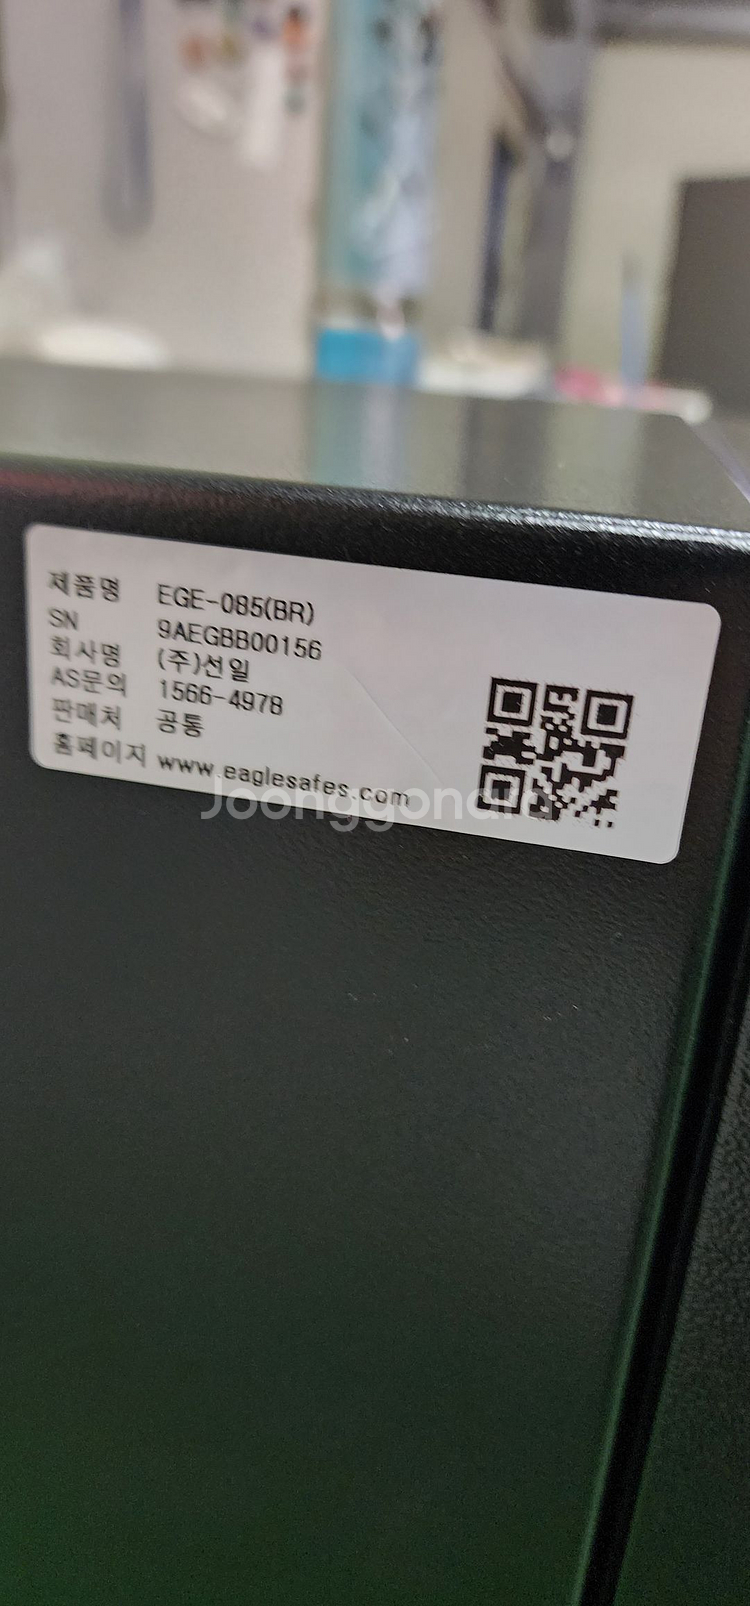 제품명 EGE-085(BR)
SN 9AEGBB00156
회사명 (주)선일
AS문의 1566-4978
판매처 공통
홈페이지 www.eaglesafes.com
Joonggonara